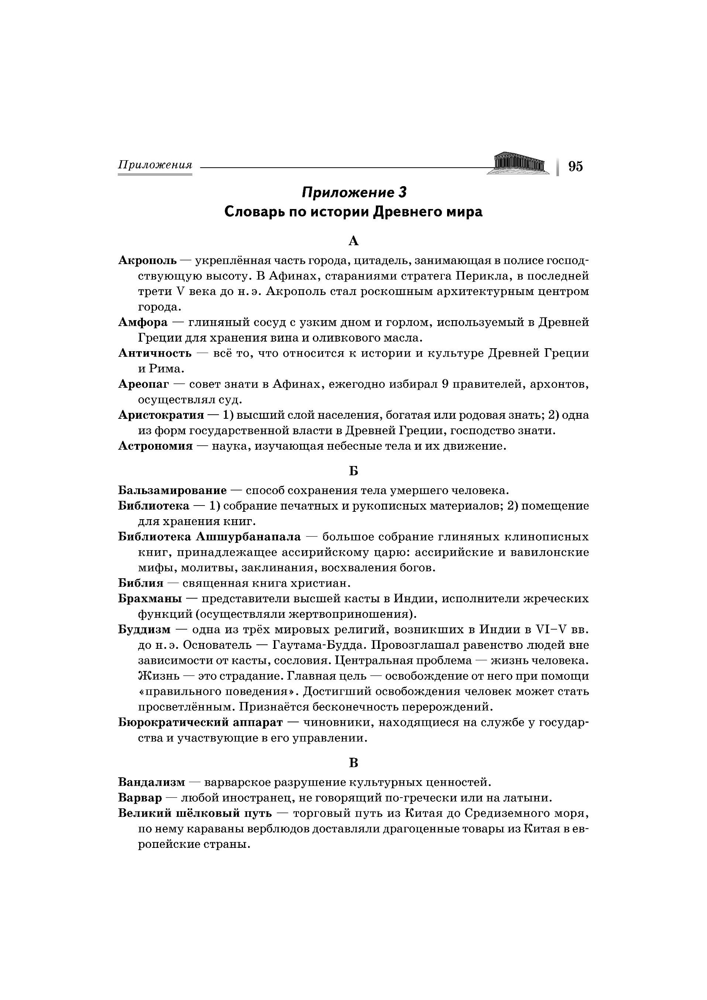 Приложения
95
Приложение 3
Словарь по истории Древнего мира
А
Акрополь — укреплённая часть города, цитадель, занимающая в полисе господ-
ствующую высоту. В Афинах, стараниями стратега Перикла, в последней
трети V века до н. э. Акрополь стал роскошным архитектурным центром
города.
Амфора — глиняный сосуд с узким дном и горлом, используемый в Древней
Греции для хранения вина и оливкового масла.
Античность — всё то, что относится к истории и культуре Древней Греции
и Рима.
Ареопаг — совет знати в Афинах, ежегодно избирал 9 правителей, архонтов,
осуществлял суд.
Аристократия — 1) высший слой населения, богатая или родовая знать; 2) одна
из форм государственной власти в Древней Греции, господство знати.
Астрономия — наука, изучающая небесные тела и их движение.
Б
Бальзамирование — способ сохранения тела умершего человека.
Библиотека — 1) собрание печатных и рукописных материалов; 2) помещение
для хранения книг.
Библиотека Ашшурбанапала — большое собрание глиняных клинописных
книг, принадлежащее ассирийскому царю: ассирийские и вавилонские
мифы, молитвы, заклинания, восхваления богов.
Библия — священная книга христиан.
Брахманы — представители высшей касты в Индии, исполнители жреческих
функций (осуществляли жертвоприношения).
Буддизм — одна из трёх мировых религий, возникших в Индии в VI–V вв.
до н. э. Основатель — Гаутама-Будда. Провозглашал равенство людей вне
зависимости от касты, сословия. Центральная проблема — жизнь человека.
Жизнь — это страдание. Главная цель — освобождение от него при помощи
«правильного поведения». Достигший освобождения человек может стать
просветлённым. Признаётся бесконечность перерождений.
Бюрократический аппарат — чиновники, находящиеся на службе у государ-
ства и участвующие в его управлении.
В
Вандализм — варварское разрушение культурных ценностей.
Варвар — любой иностранец, не говорящий по-гречески или на латыни.
Великий шёлковый путь — торговый путь из Китая до Средиземного моря,
по нему караваны верблюдов доставляли драгоценные товары из Китая в ев-
ропейские страны.